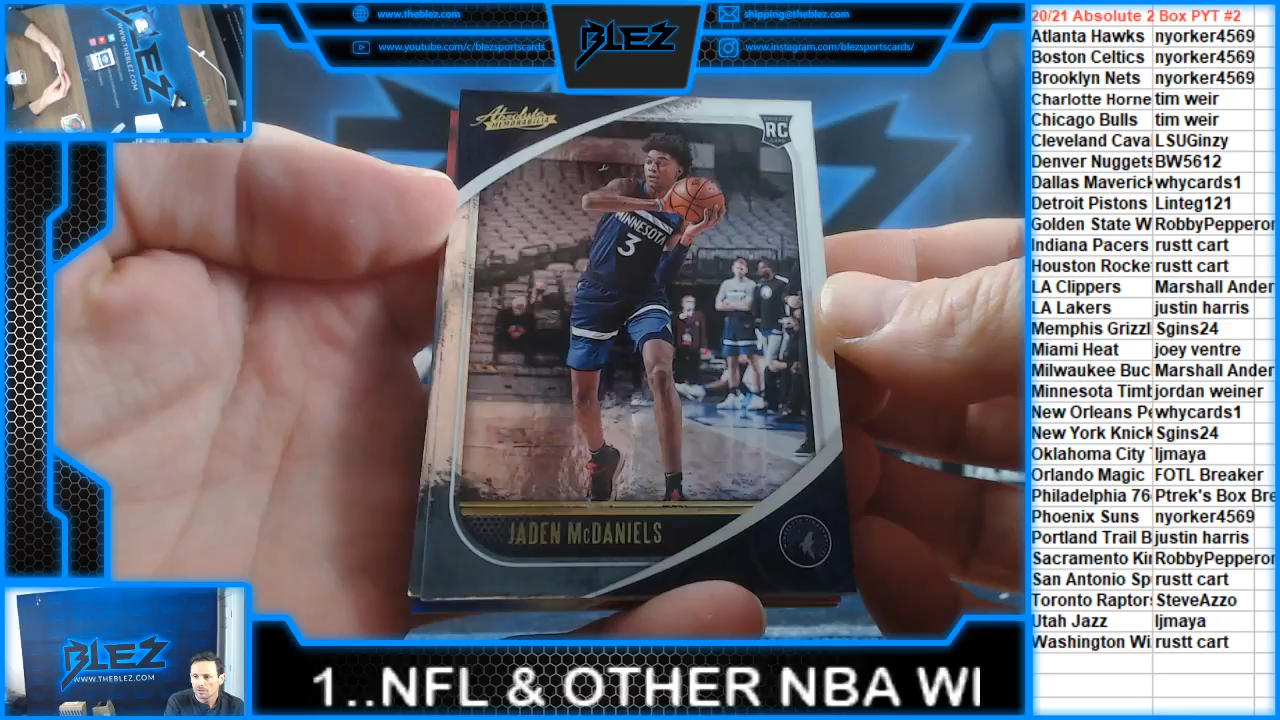 www.theblez.com
www.youtube.com/c/blezsportscards
BLEZ
shipping@theblez.com
www.instagram.com/blezsportscards/
BLEZ
WWW.THEBLEZ.COM
Absolute
MEMORABILIA
RC
MINNESOTA
3
JADEN McDANIELS
BLEZ
WWW.THEBLEZ.COM
1..NFL & OTHER NBA WI
20/21 Absolute 2 Box PYT #2
Atlanta Hawks nyorker4569
Boston Celtics nyorker4569
Brooklyn Nets nyorker4569
Charlotte Horne tim weir
Chicago Bulls tim weir
Cleveland Cava LSUGinzy
Denver Nuggets BW5612
Dallas Maverick whycards1
Detroit Pistons Linteg121
Golden State W RobbyPepperon
Indiana Pacers rustt cart
Houston Rocke rustt cart
LA Clippers Marshall Ander
LA Lakers justin harris
Memphis Grizzl Sgins24
Miami Heat joey ventre
Milwaukee Buc Marshall Ander
Minnesota Timb jordan weiner
New Orleans Pe whycards1
New York Knick Sgins24
Oklahoma City ljmaya
Orlando Magic FOTL Breaker
Philadelphia 76 Ptrek's Box Bre
Phoenix Suns nyorker4569
Portland Trail B justin harris
Sacramento Ki RobbyPepperon
San Antonio Sp rustt cart
Toronto Raptors SteveAzzo
Utah Jazz ljmaya
Washington Wi rustt cart